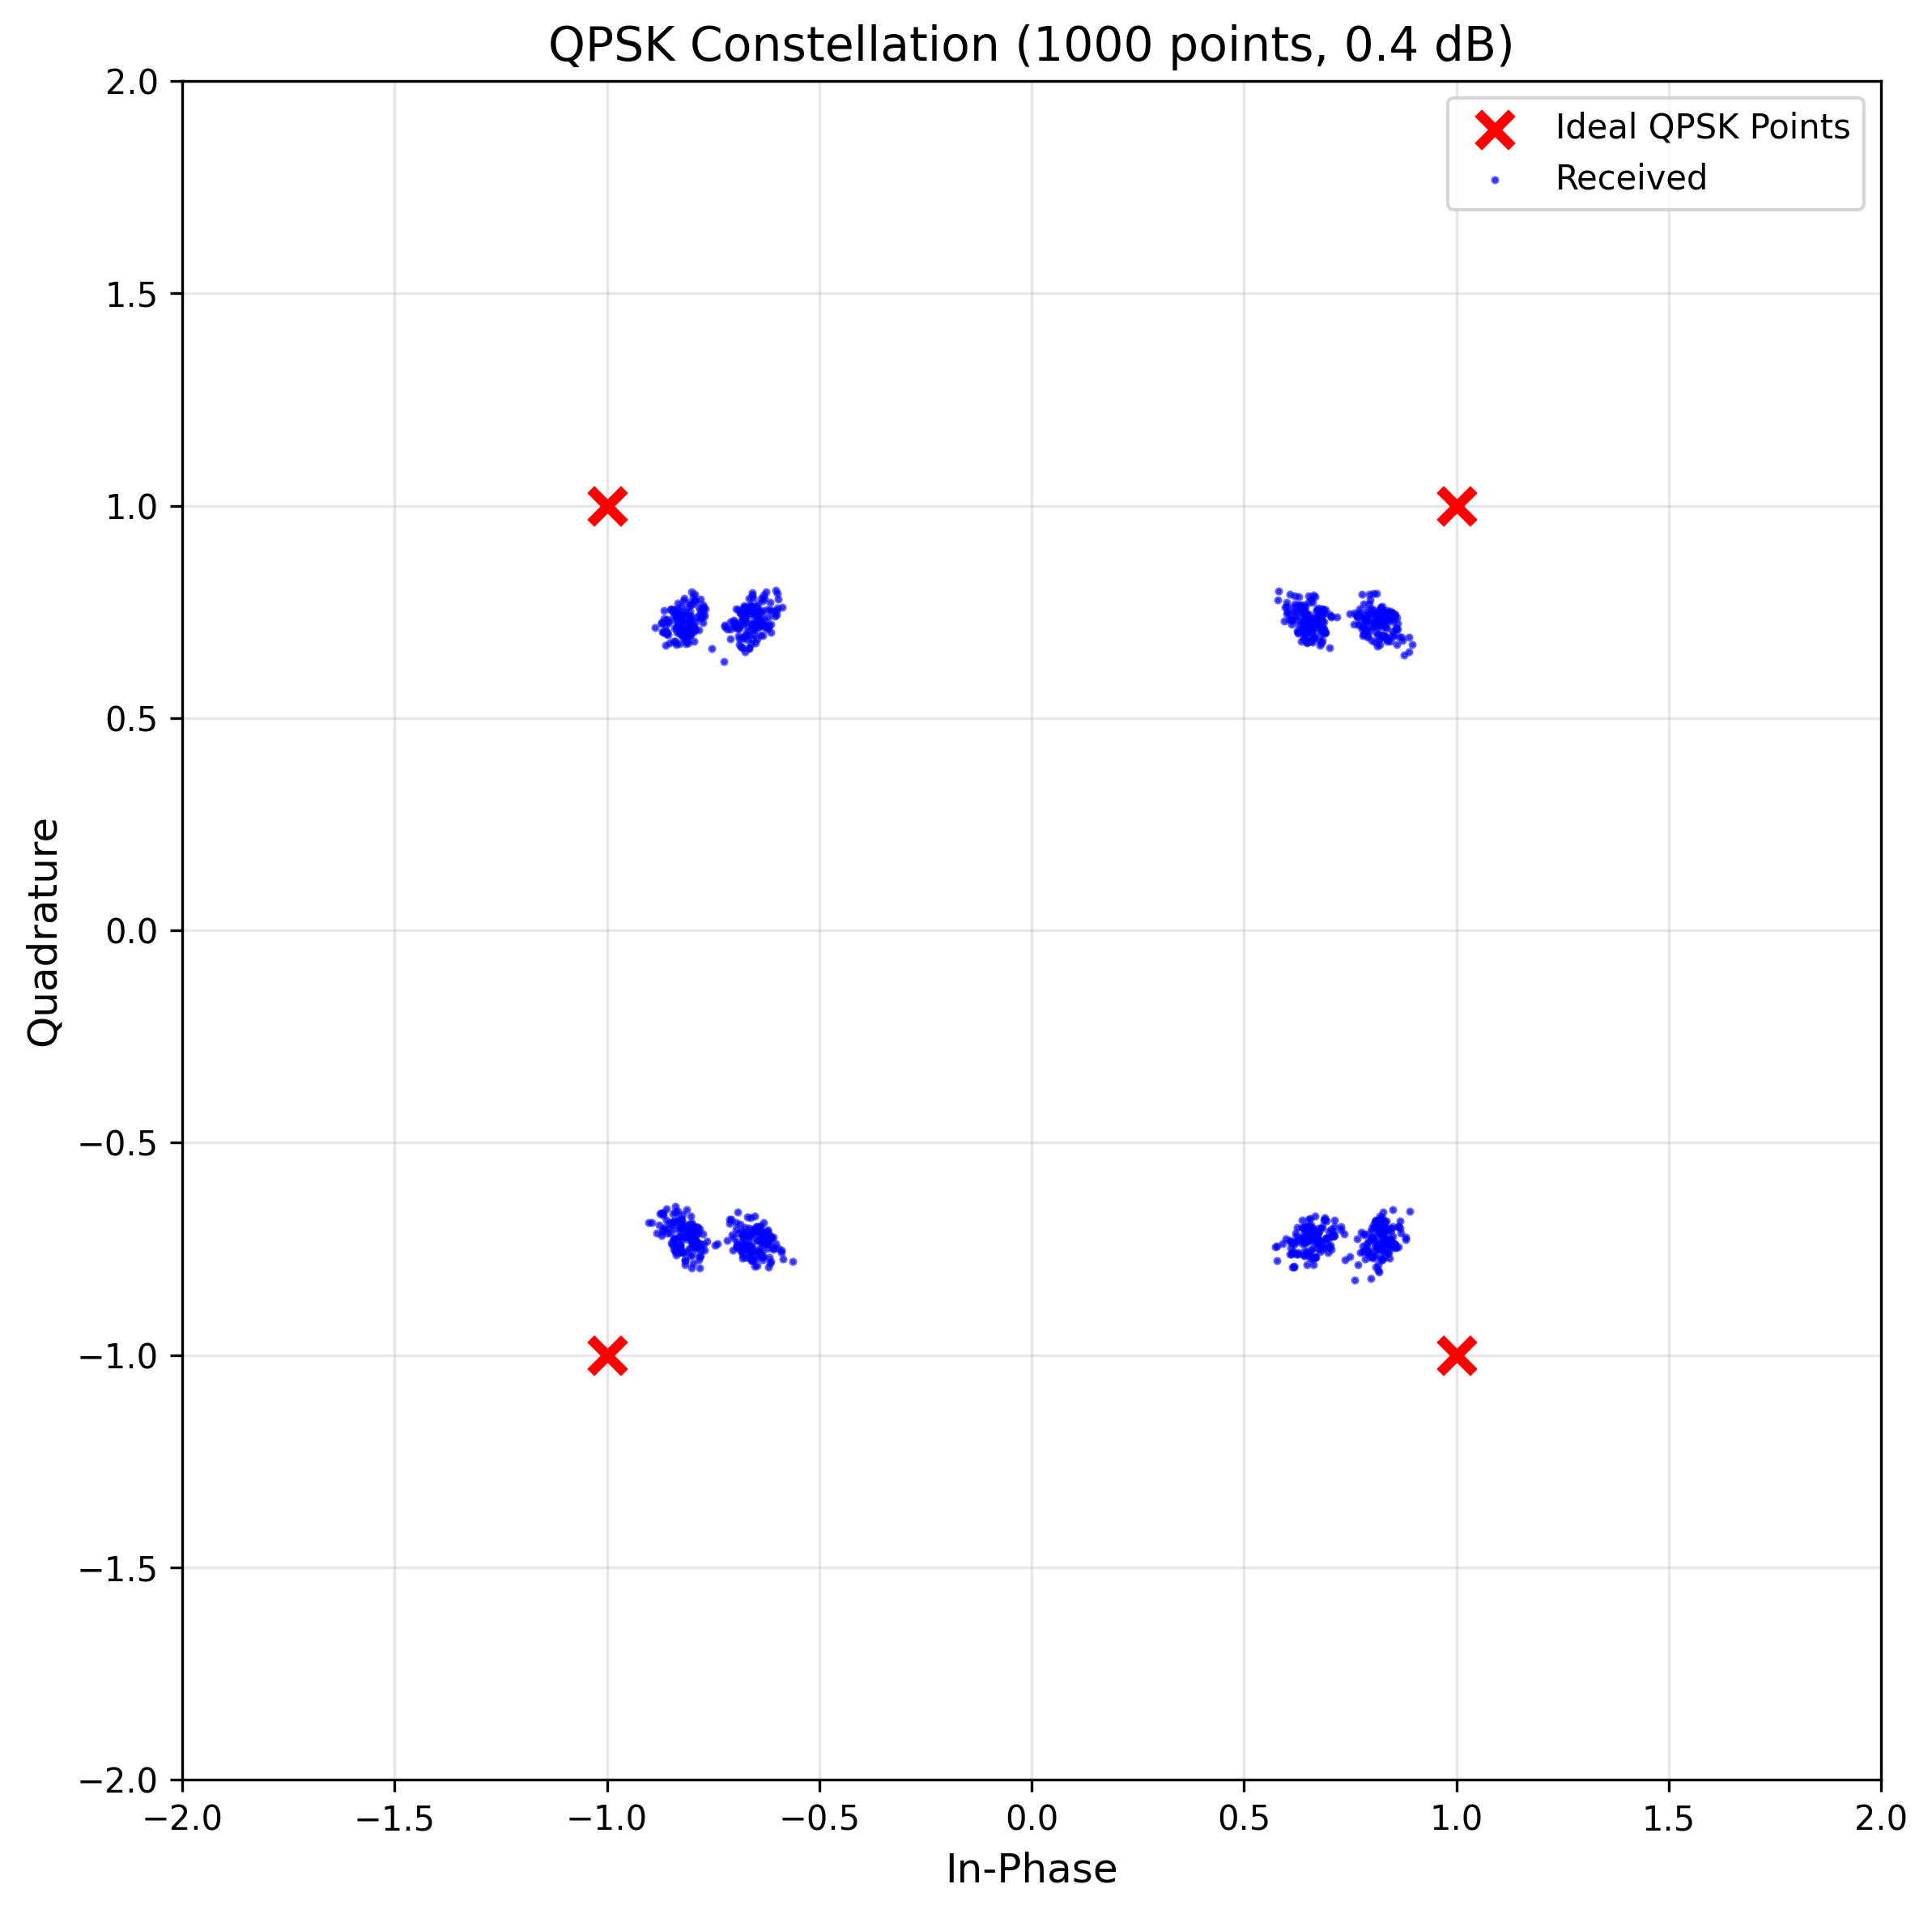 QPSK Constellation (1000 points, 0.4 dB)
Ideal QPSK Points
Received
2.0
1.5
1.0
0.5
0.0
−0.5
−1.0
−1.5
−2.0
Quadrature
−2.0 −1.5 −1.0 −0.5 0.0 0.5 1.0 1.5 2.0
In-Phase